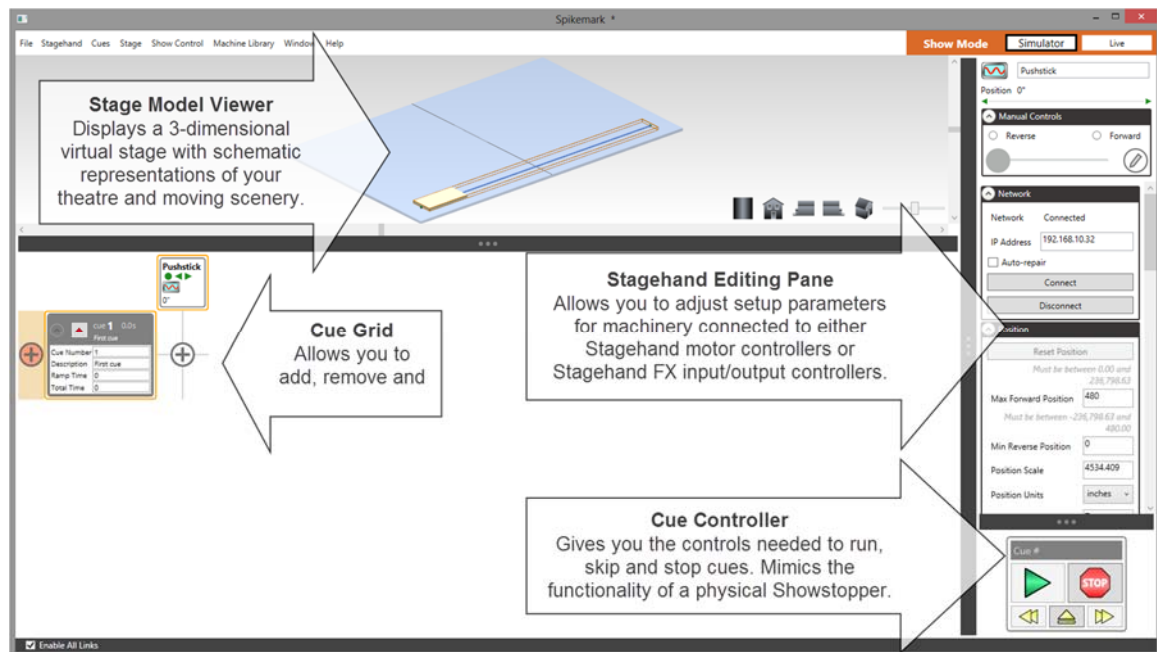 Spikemark *
File Stagehand Cues Stage Show Control Machine Library Window Help
Show Mode Simulator Live
Stage Model Viewer
Displays a 3-dimensional
virtual stage with schematic
representations of your
theatre and moving scenery.
Pushstick
Position 0"
Manual Controls
Reverse Forward
Network
Network Connected
IP Address 192.168.10.32
Auto-repair
Connect
Disconnect
Position
Reset Position
Must be between 0.00 and
236,798.63
Max Forward Position 480
Must be between -236,798.63 and
480.00
Min Reverse Position 0
Position Scale 4534.409
Position Units inches
Pushstick
0"
cue 1 0.0s
First cue
Cue Number 1
Description First cue
Ramp Time 0
Total Time 0
Cue Grid
Allows you to
add, remove and
Stagehand Editing Pane
Allows you to adjust setup parameters
for machinery connected to either
Stagehand motor controllers or
Stagehand FX input/output controllers.
Cue Controller
Gives you the controls needed to run,
skip and stop cues. Mimics the
functionality of a physical Showstopper.
Cue #
STOP
Enable All Links